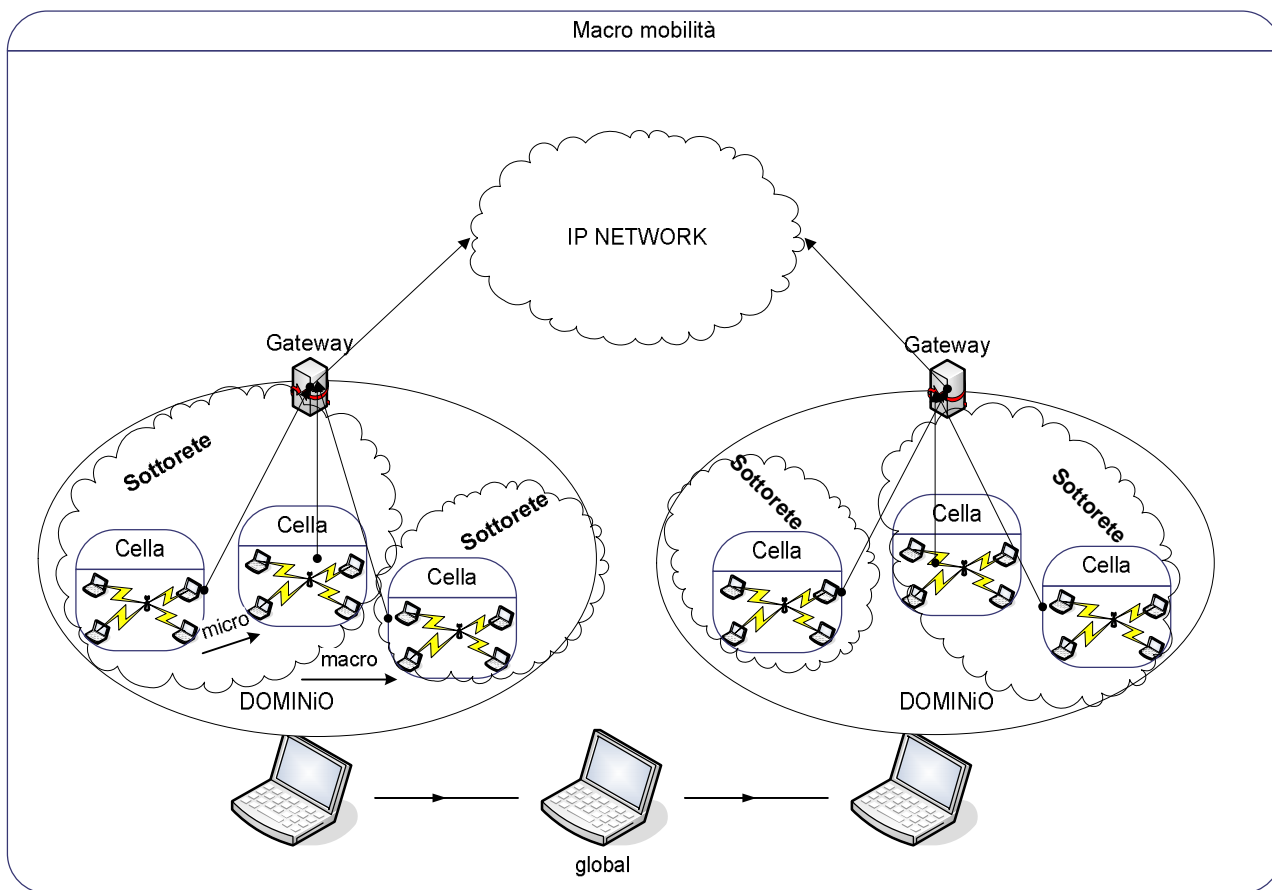 Macro mobilità
IP NETWORK
Gateway
Gateway
Sottorete
Sottorete
Sottorete
Sottorete
Cella
Cella
Cella
Cella
Cella
Cella
micro
macro
DOMINiO
DOMINiO
global